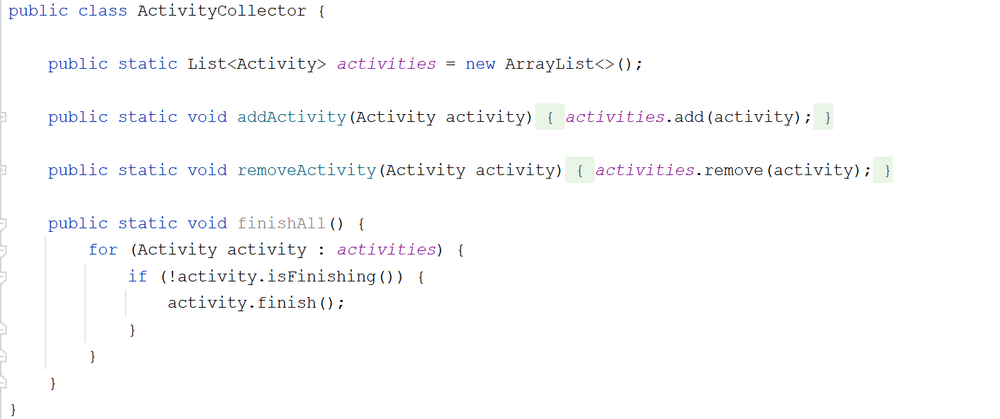 public class ActivityCollector {
public static List<Activity> activities = new ArrayList<>();
public static void addActivity(Activity activity) { activities.add(activity); }
public static void removeActivity(Activity activity) { activities.remove(activity); }
public static void finishAll() {
for (Activity activity : activities) {
if (!activity.isFinishing()) {
activity.finish();
}
}
}
}